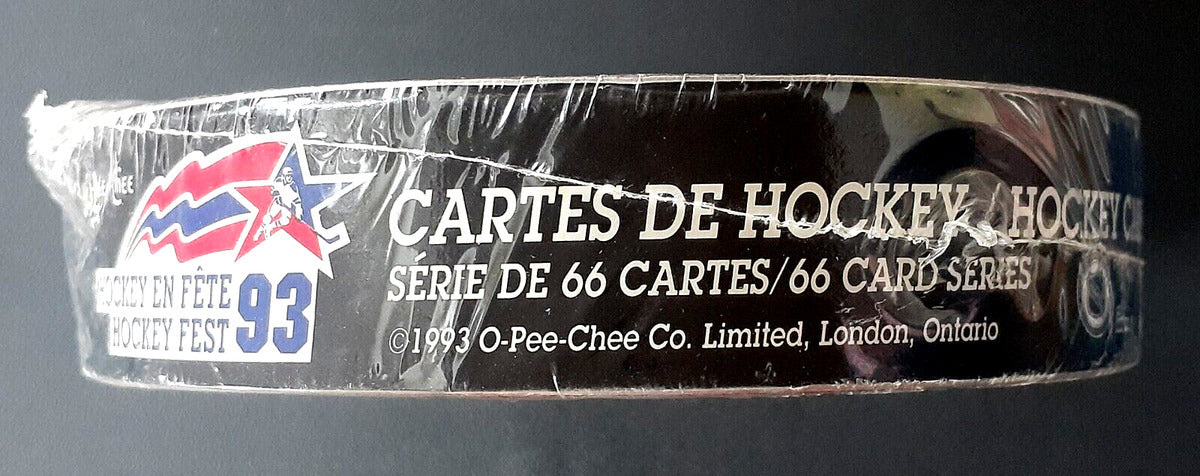 Chee
HOCKEY EN FÊTE
HOCKEY FEST
93
CARTES DE HOCKEY / HOCKEY
SÉRIE DE 66 CARTES/66 CARD SERIES
©1993 O-Pee-Chee Co. Limited, London, Ontario